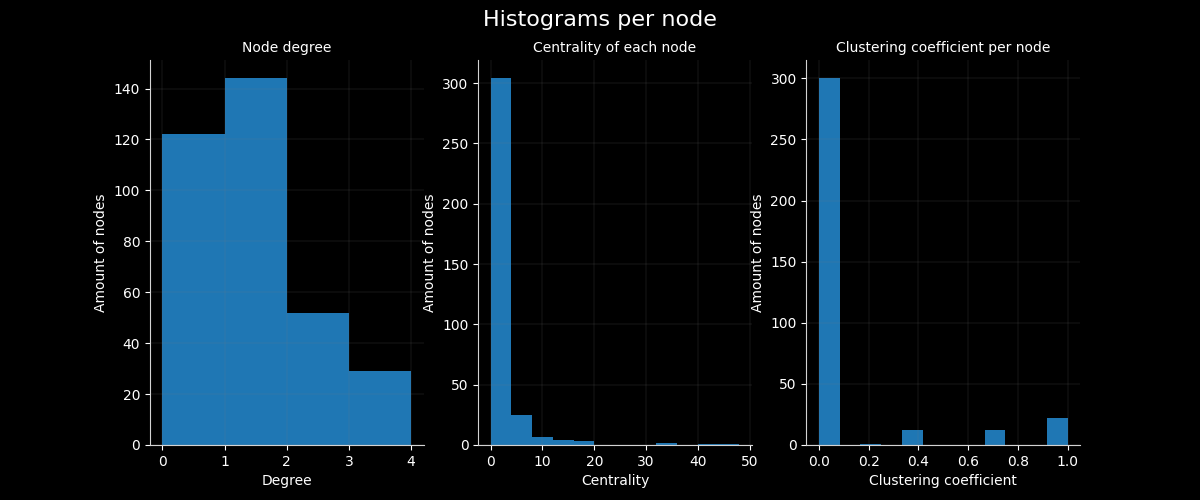 Histograms per node
Node degree
Amount of nodes
140
120
100
80
60
40
20
0
0 1 2 3 4
Degree
Centrality of each node
Amount of nodes
300
250
200
150
100
50
0
0 10 20 30 40 50
Centrality
Clustering coefficient per node
Amount of nodes
300
250
200
150
100
50
0
0.0 0.2 0.4 0.6 0.8 1.0
Clustering coefficient